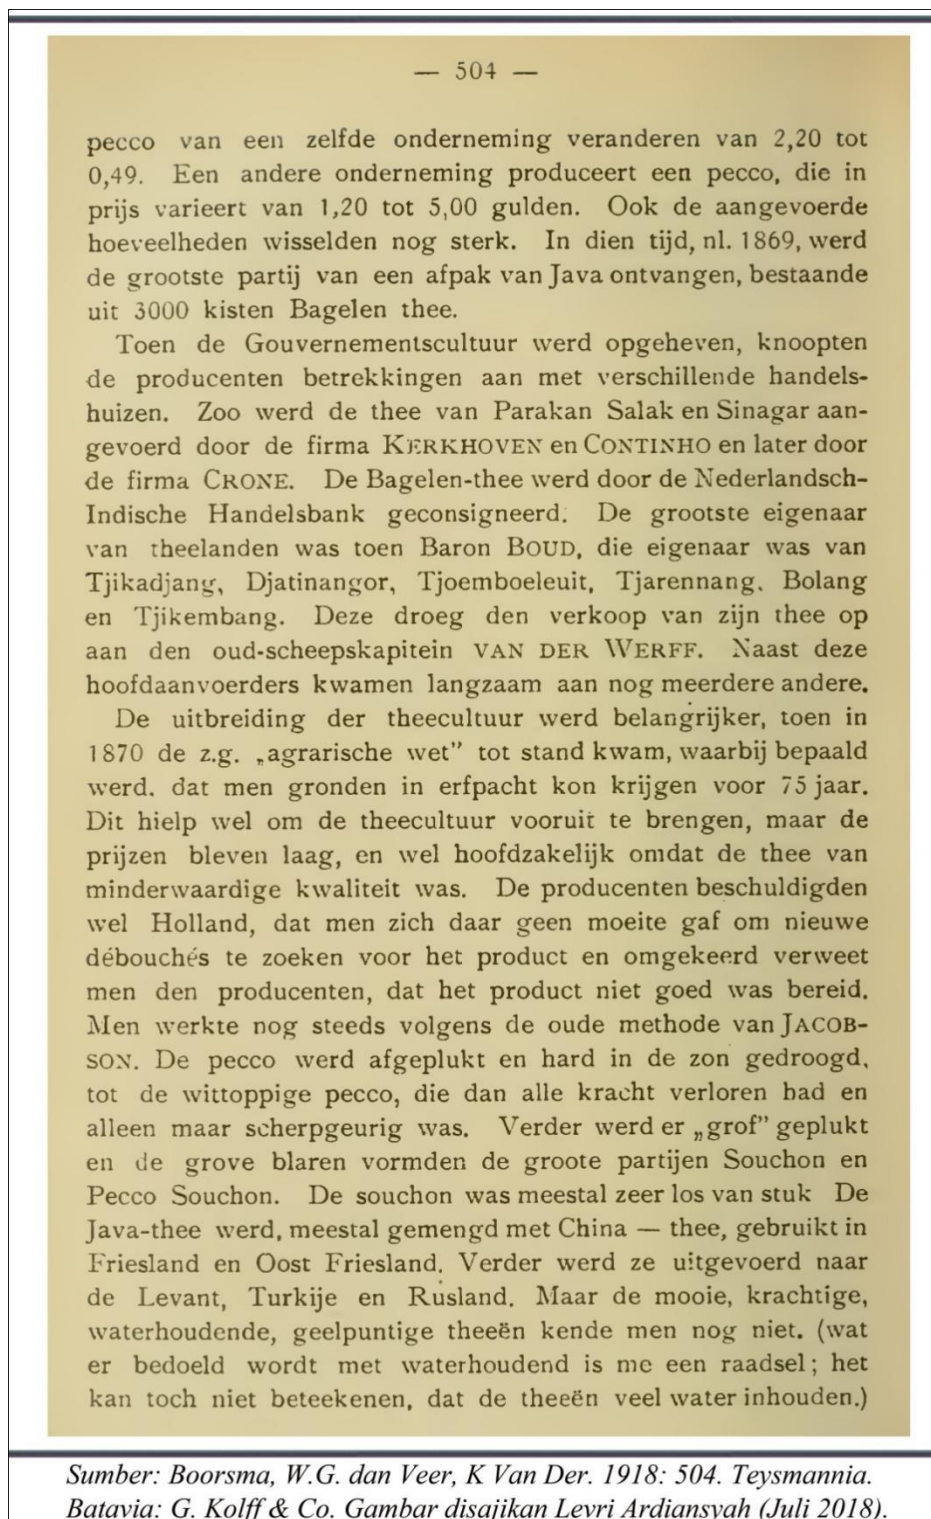 — 504 —
pecco van een zelfde onderneming veranderen van 2,20 tot
0,49. Een andere onderneming produceert een pecco, die in
prijs varieert van 1,20 tot 5,00 gulden. Ook de aangevoerde
hoeveelheden wisselden nog sterk. In dien tijd, nl. 1869, werd
de grootste partij van een afpak van Java ontvangen, bestaande
uit 3000 kisten Bagelen thee.
Toen de Gouvernementscultuur werd opgeheven, knoopten
de producenten betrekkingen aan met verschillende handels-
huizen. Zoo werd de thee van Parakan Salak en Sinagar aan-
gevoerd door de firma KERKHOVEN en CONTINHO en later door
de firma CRONE. De Bagelen-thee werd door de Nederlandsch-
Indische Handelsbank geconsigneerd. De grootste eigenaar
van theelanden was toen Baron BOUD, die eigenaar was van
Tjikadjang, Djatinangor, Tjoemboeleuit, Tjarennang, Bolang
en Tjikembang. Deze droeg den verkoop van zijn thee op
aan den oud-scheepskapitein VAN DER WERFF. Naast deze
hoofdaanvoerders kwamen langzaam aan nog meerdere andere.
De uitbreiding der theecultuur werd belangrijker, toen in
1870 de z.g. „agrarische wet” tot stand kwam, waarbij bepaald
werd, dat men gronden in erfpacht kon krijgen voor 75 jaar.
Dit hielp wel om de theecultuur vooruit te brengen, maar de
prijzen bleven laag, en wel hoofdzakelijk omdat de thee van
minderwaardige kwaliteit was. De producenten beschuldigden
wel Holland, dat men zich daar geen moeite gaf om nieuwe
débouchés te zoeken voor het product en omgekeerd verweet
men den producenten, dat het product niet goed was bereid.
Men werkte nog steeds volgens de oude methode van JACOB-
SON. De pecco werd afgeplukt en hard in de zon gedroogd,
tot de wittoppige pecco, die dan alle kracht verloren had en
alleen maar scherpgeurig was. Verder werd er „grof” geplukt
en de grove blaren vormden de groote partijen Souchon en
Pecco Souchon. De souchon was meestal zeer los van stuk De
Java-thee werd, meestal gemengd met China — thee, gebruikt in
Friesland en Oost Friesland. Verder werd ze uitgevoerd naar
de Levant, Turkije en Rusland. Maar de mooie, krachtige,
waterhoudende, geelpuntige theeën kende men nog niet. (wat
er bedoeld wordt met waterhoudend is me een raadsel; het
kan toch niet beteekenen, dat de theeën veel water inhouden.)
Sumber: Boorsma, W.G. dan Veer, K Van Der. 1918: 504. Teysmannia.
Batavia: G. Kolff & Co. Gambar disajikan Levri Ardiansyah (Juli 2018).